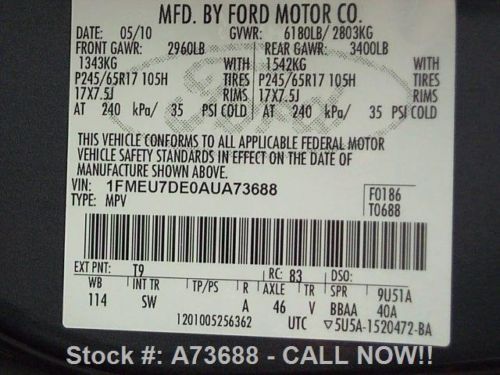 MFD. BY FORD MOTOR CO.
DATE: 05/10 GVWR: 6180LB/ 2803KG
FRONT GAWR: 2960LB REAR GAWR: 3400LB
1343KG WITH 1542KG WITH
P245/65R17 105H TIRES P245/65R17 105H TIRES
17X7.5J RIMS 17X7.5J RIMS
AT 240 kPa/ 35 PSI COLD AT 240 kPa/ 35 PSI COLD
Ford
THIS VEHICLE CONFORMS TO ALL APPLICABLE FEDERAL MOTOR
VEHICLE SAFETY STANDARDS IN EFFECT ON THE DATE OF
MANUFACTURE SHOWN ABOVE.
VIN: 1FMEU7DE0AUA73688 F0186
TYPE: MPV T0688
EXT PNT: T9 RC: 83 DSO:
WB INT TR TP/PS R AXLE TR SPR 9U51A
114 SW A 46 V BBAA 40A
1201005256362 UTC ▽5U5A-1520472-BA
Stock #: A73688 - CALL NOW!!